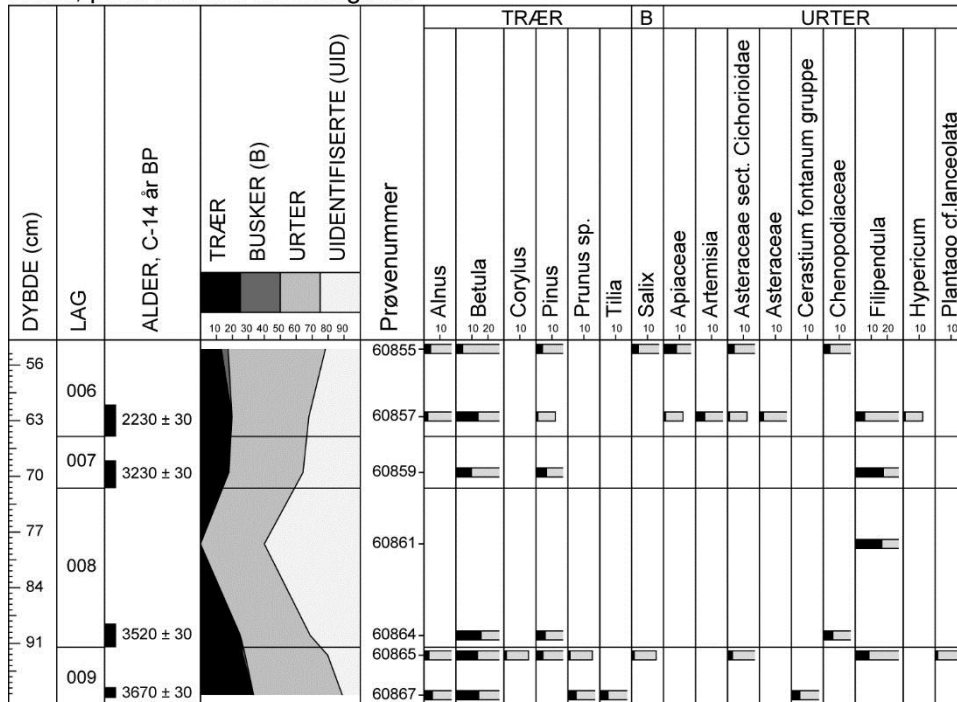 TRÆR B URTER
DYBDE (cm)
LAG
ALDER, C-14 år BP
TRÆR
BUSKER (B)
URTER
UIDENTIFISERTE (UID)
Prøvenummer
Alnus
Betula
Corylus
Pinus
Prunus sp.
Tilia
Salix
Apiaceae
Artemisia
Asteraceae sect. Cichorioidae
Asteraceae
Cerastium fontanum gruppe
Chenopodiaceae
Filipendula
Hypericum
Plantago cf.lanceolata
10 20 30 40 50 60 70 80 90
10 10 20 10 10 10 10 10 10 10 10 10 10 10 10 20 10 10
60855
56
006
63 2230 ± 30 60857
007
70 3230 ± 30 60859
77 60861
008
84
91 3520 ± 30 60864
60865
009
3670 ± 30 60867